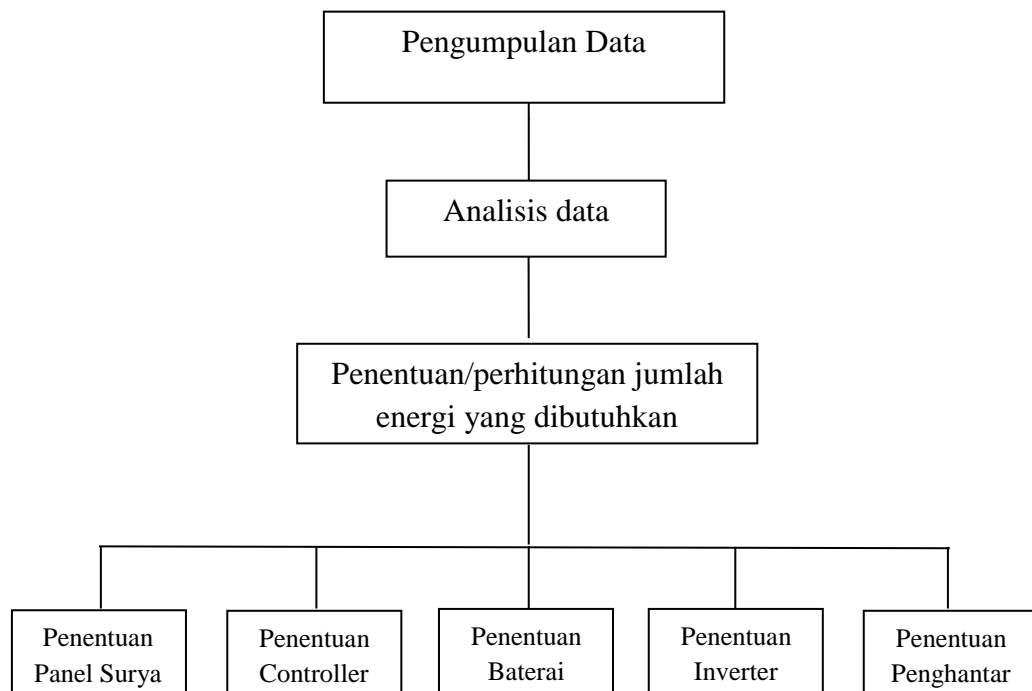 Pengumpulan Data
Analisis data
Penentuan/perhitungan jumlah
energi yang dibutuhkan
Penentuan
Panel Surya
Penentuan
Controller
Penentuan
Baterai
Penentuan
Inverter
Penentuan
Penghantar